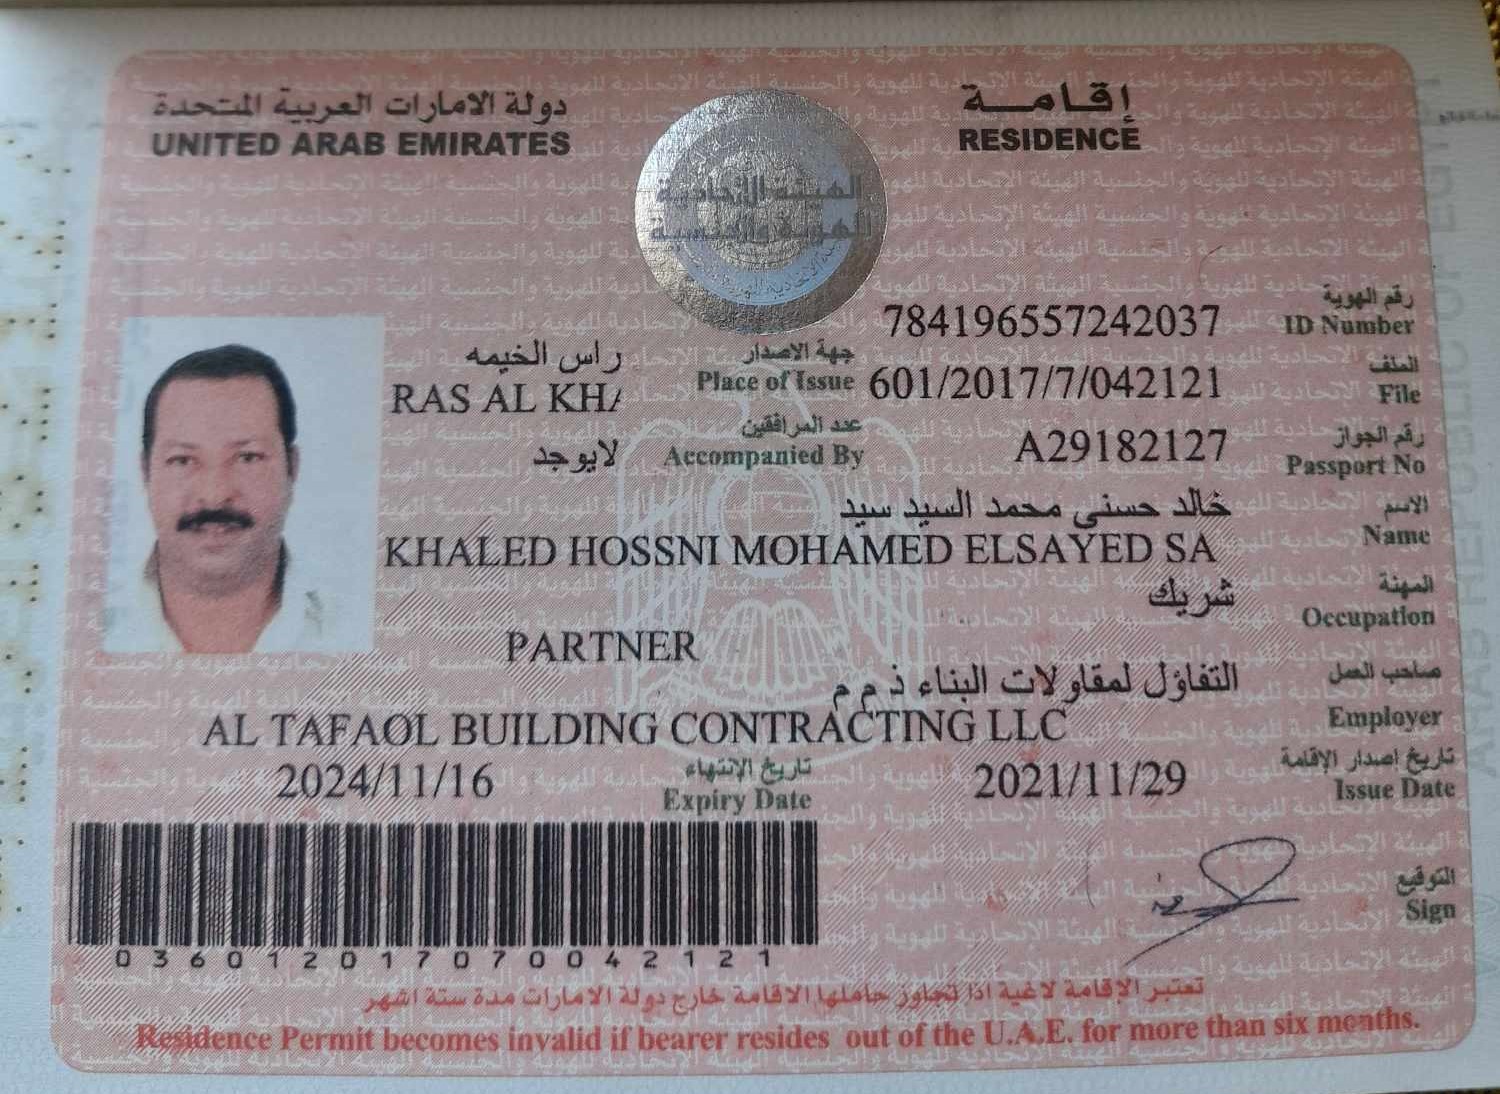 دولة الامارات العربية المتحدة
UNITED ARAB EMIRATES
إقامة
RESIDENCE
الهيئة الإتحادية
للهوية والجنسية
784196557242037
رقم الهوية
ID Number
راس الخيمه
جهة الاصدار
RAS AL KHA
Place of Issue
601/2017/7/042121
الملف
File
لايوجد
عدد المرافقين
Accompanied By
A29182127
رقم الجواز
Passport No
خالد حسنى محمد السيد سيد
الاسم
KHALED HOSSNI MOHAMED ELSAYED SA
Name
شريك
المهنة
PARTNER
Occupation
التفاؤل لمقاولات البناء ذ م م
صاحب العمل
AL TAFAOL BUILDING CONTRACTING LLC
Employer
2024/11/16
تاريخ الإنتهاء
Expiry Date
2021/11/29
تاريخ إصدار الإقامة
Issue Date
التوقيع
Sign
03601201707 0042121
تعتبر الإقامة لاغية اذا تجاوز حاملها الاقامة خارج دولة الامارات مدة ستة اشهر
Residence Permit becomes invalid if bearer resides out of the U.A.E. for more than six months.